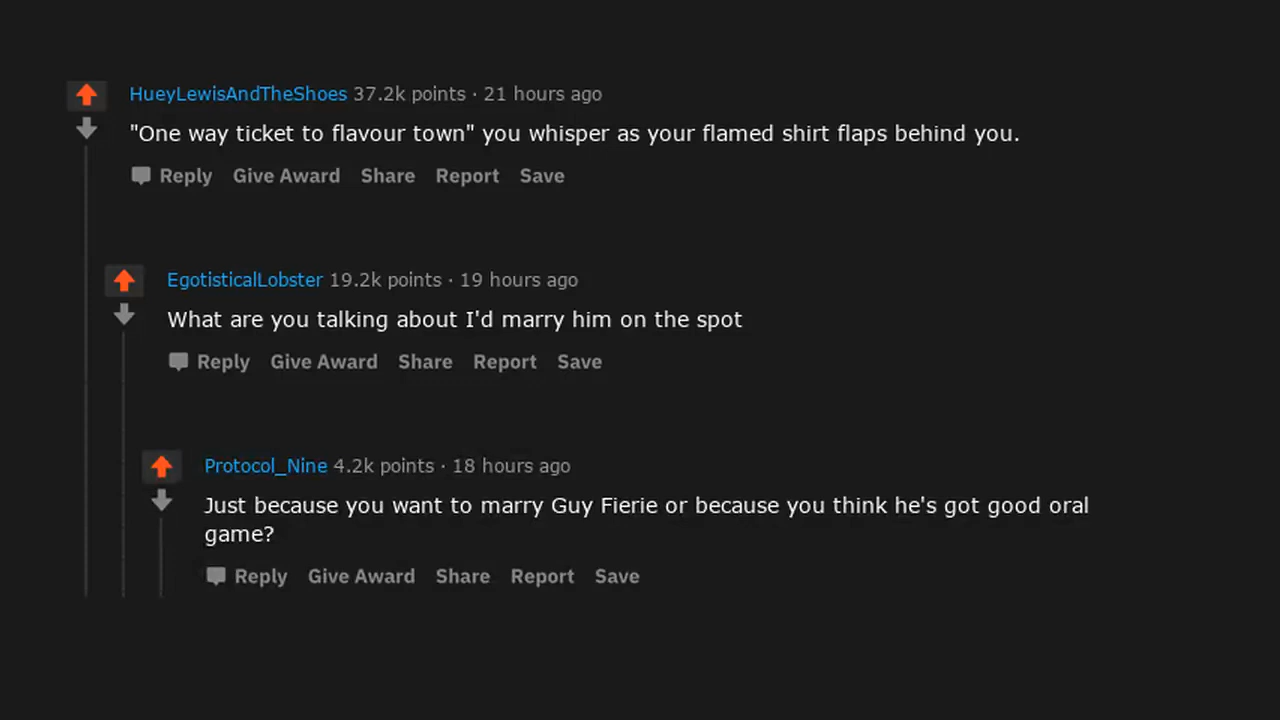 HueyLewisAndTheShoes 37.2k points · 21 hours ago
"One way ticket to flavour town" you whisper as your flamed shirt flaps behind you.
Reply Give Award Share Report Save
EgotisticalLobster 19.2k points · 19 hours ago
What are you talking about I'd marry him on the spot
Reply Give Award Share Report Save
Protocol_Nine 4.2k points · 18 hours ago
Just because you want to marry Guy Fierie or because you think he's got good oral
game?
Reply Give Award Share Report Save